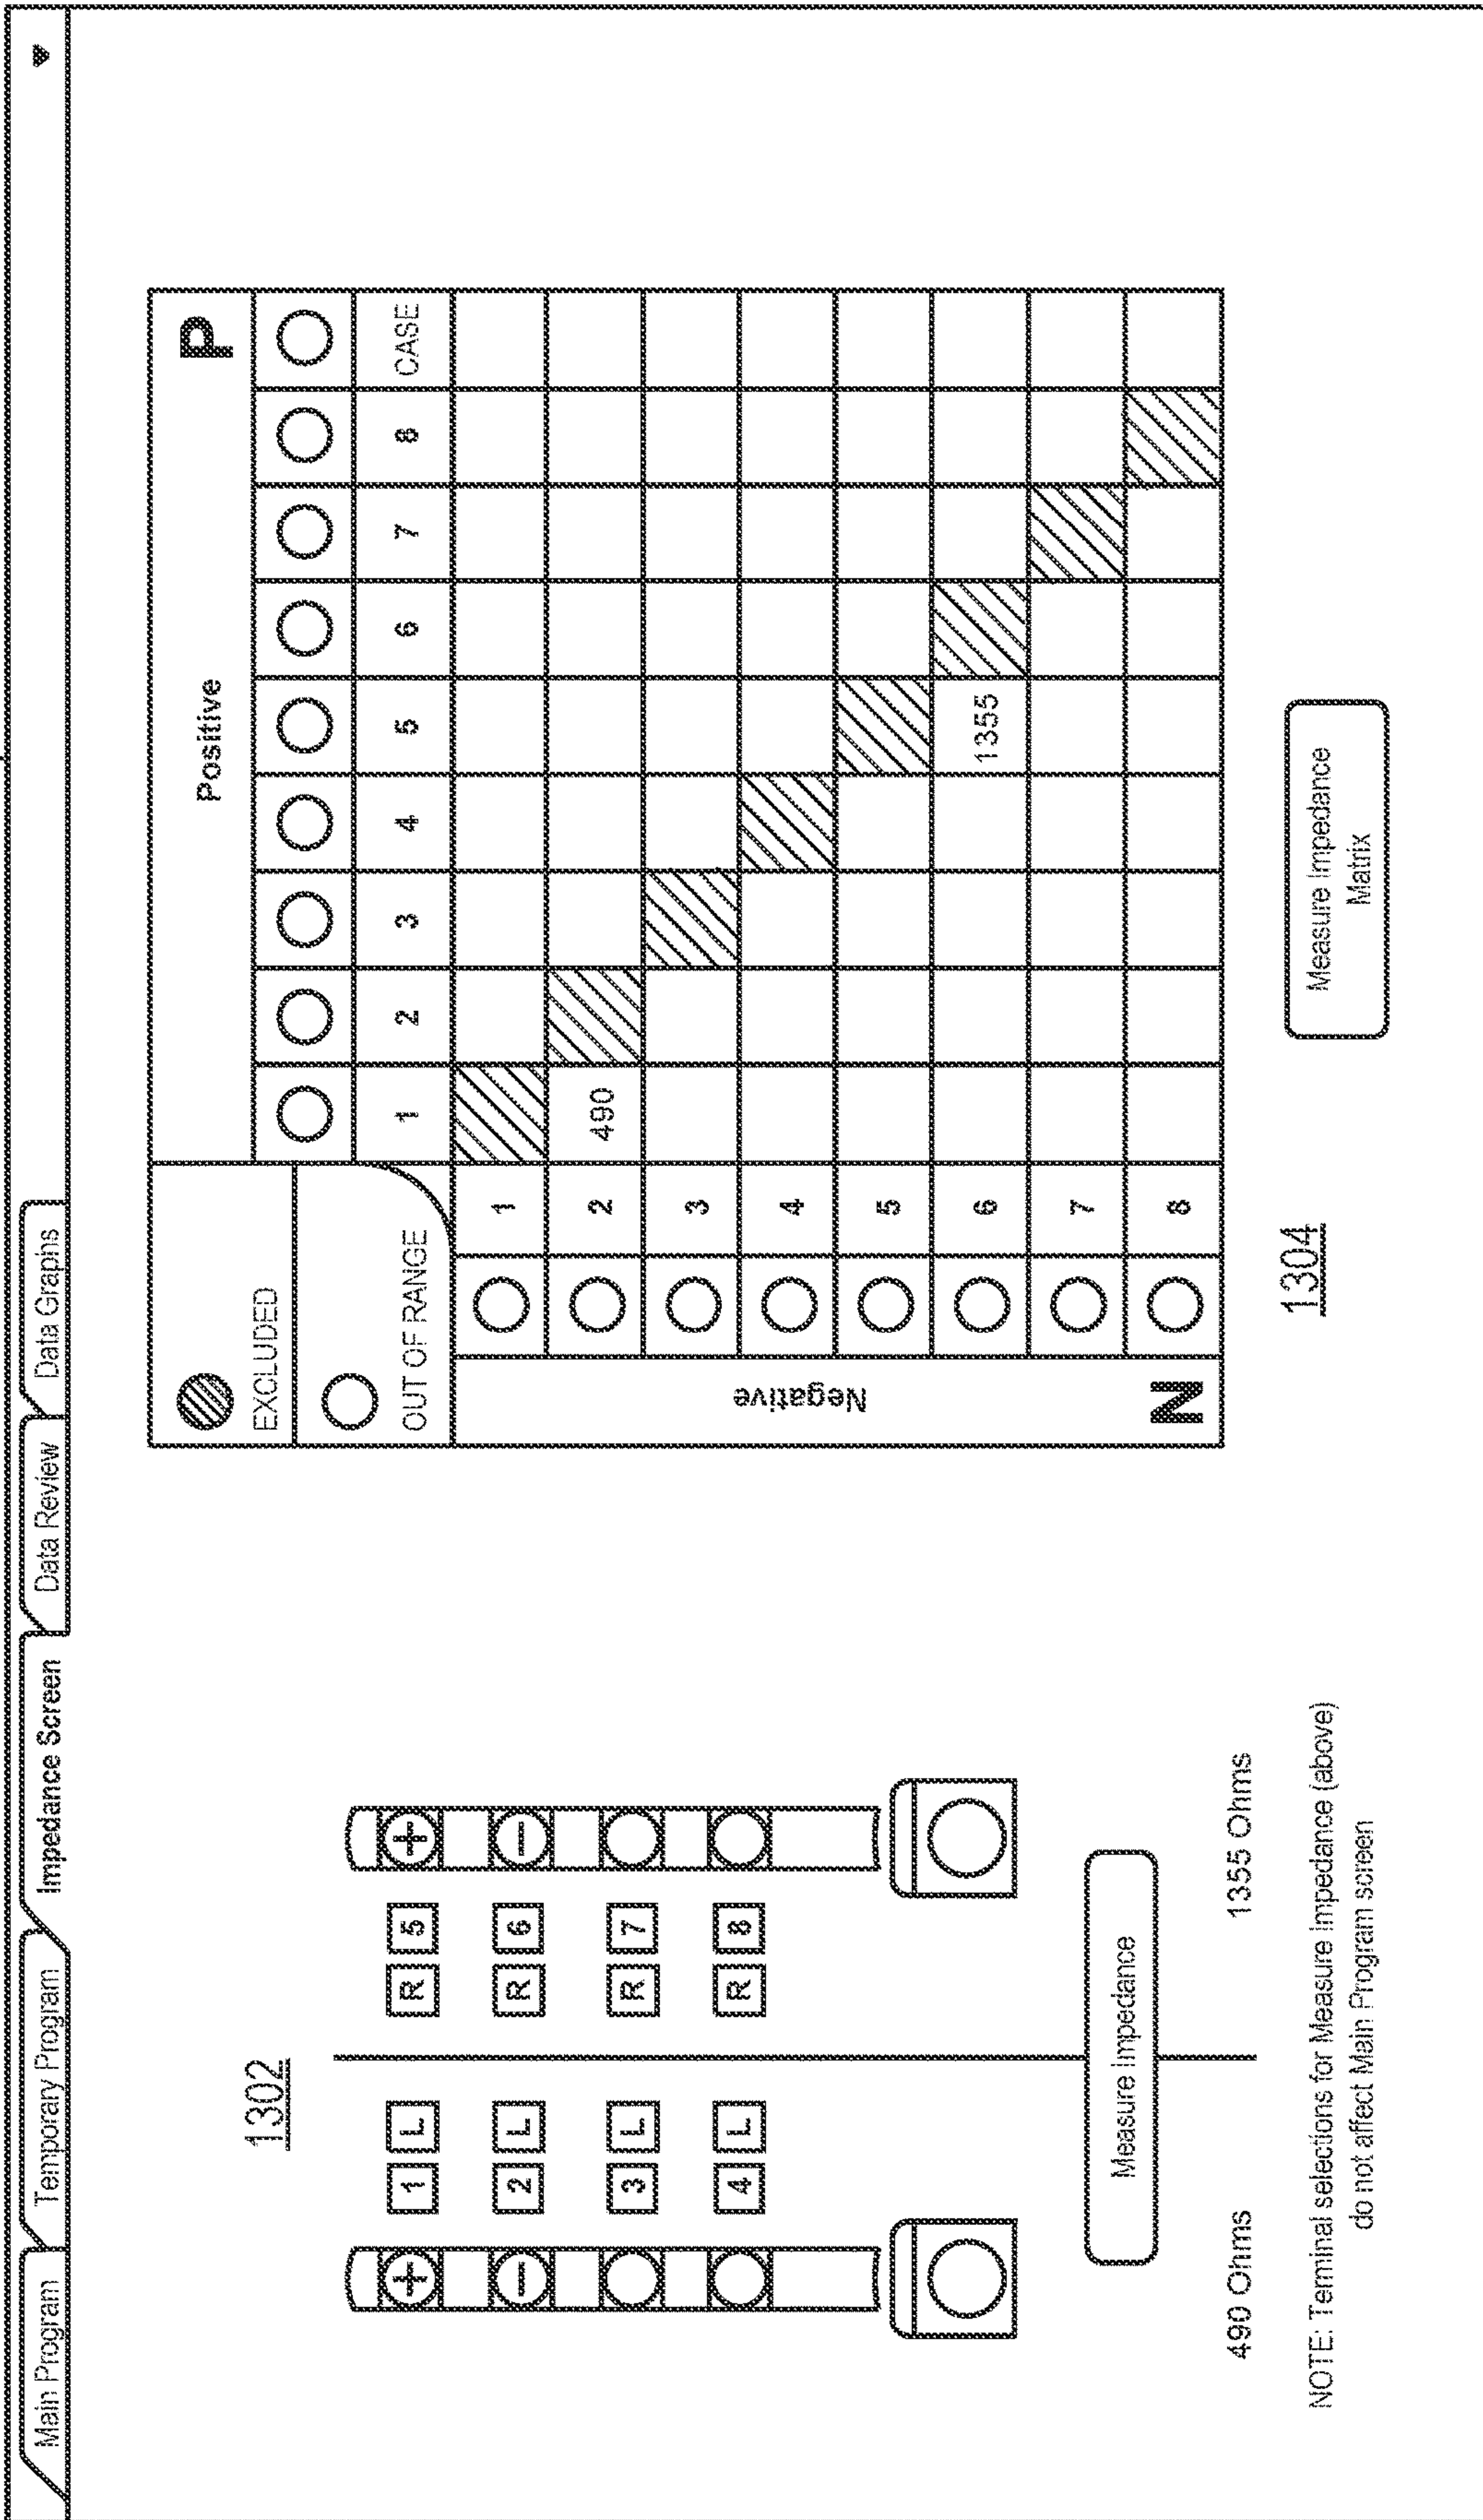 Main Program
Temporary Program
Impedance Screen
Data Review
Data Graphs
1302
1 L
R 5
2 L
R 6
3 L
R 7
4 L
R 8
Measure Impedance
490 Ohms
1355 Ohms
NOTE: Terminal selections for Measure Impedance (above)
do not affect Main Program screen
EXCLUDED
OUT OF RANGE
Positive
P
1 2 3 4 5 6 7 8 CASE
Negative
N
1
2 490
3
4
5
6 1355
7
8
1304
Measure Impedance
Matrix